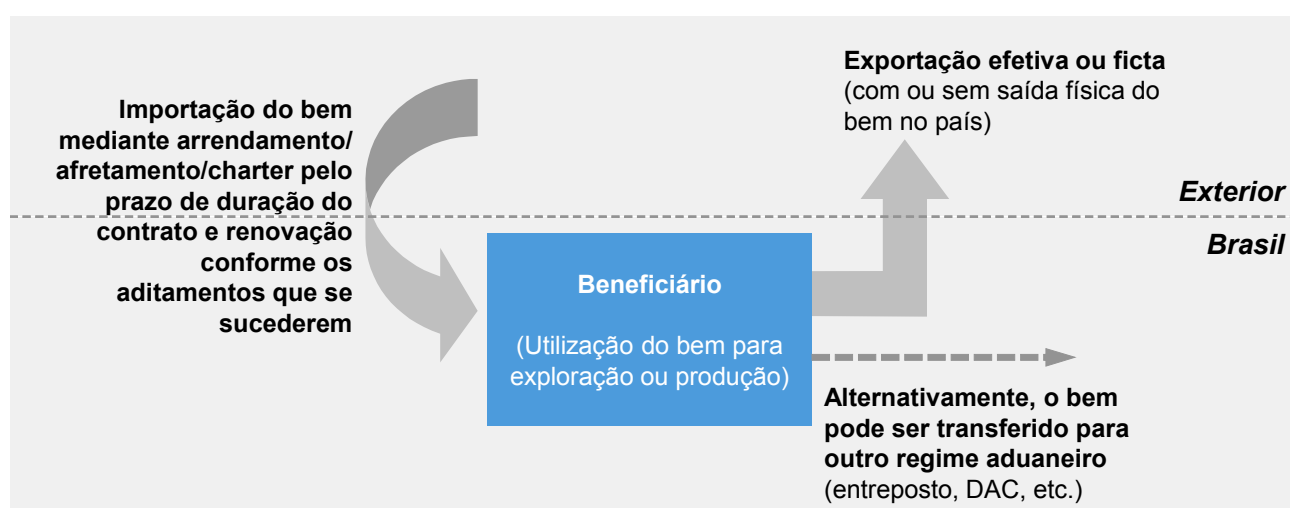 Importação do bem
mediante arrendamento/
afretamento/charter pelo
prazo de duração do
contrato e renovação
conforme os
aditamentos que se
sucederem
Exportação efetiva ou ficta
(com ou sem saída física do
bem no país)
Exterior
Brasil
Beneficiário
(Utilização do bem para
exploração ou produção)
Alternativamente, o bem
pode ser transferido para
outro regime aduaneiro
(entreposto, DAC, etc.)